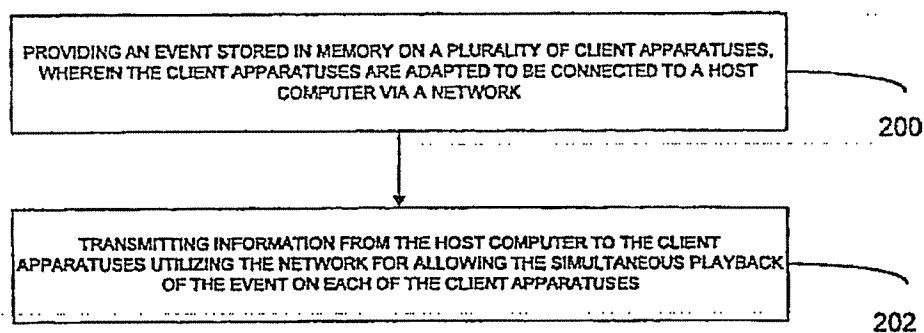 PROVIDING AN EVENT STORED IN MEMORY ON A PLURALITY OF CLIENT APPARATUSES,
WHEREIN THE CLIENT APPARATUSES ARE ADAPTED TO BE CONNECTED TO A HOST
COMPUTER VIA A NETWORK
200
TRANSMITTING INFORMATION FROM THE HOST COMPUTER TO THE CLIENT
APPARATUSES UTILIZING THE NETWORK FOR ALLOWING THE SIMULTANEOUS PLAYBACK
OF THE EVENT ON EACH OF THE CLIENT APPARATUSES
202